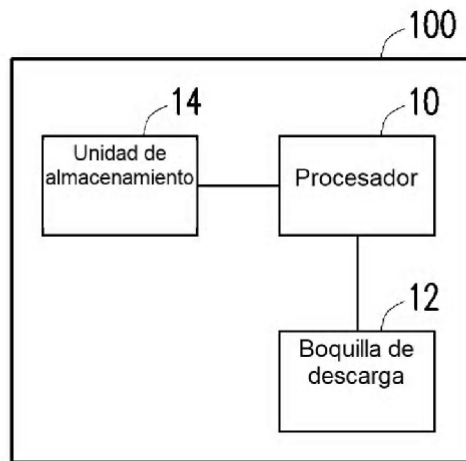 100
14
10
Unidad de
almacenamiento
Procesador
12
Boquilla de
descarga